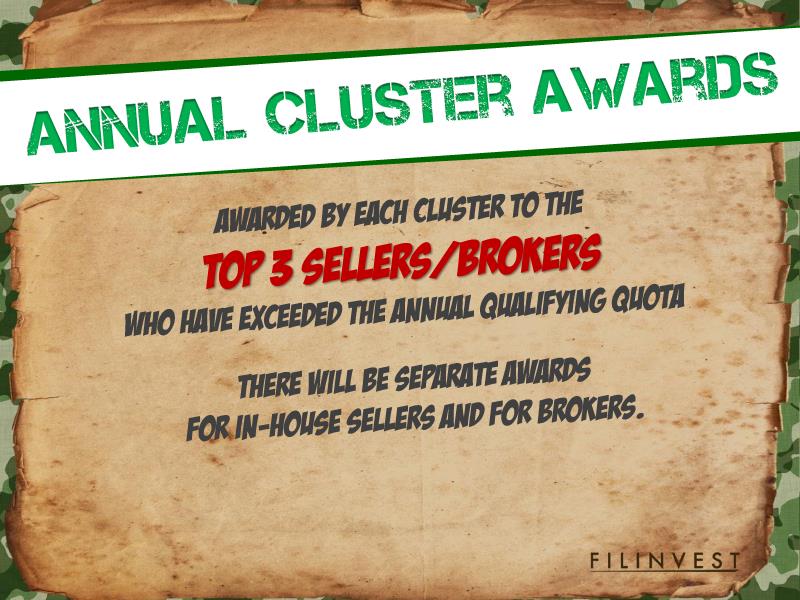 ANNUAL CLUSTER AWARDS
AWARDED BY EACH CLUSTER TO THE
TOP 3 SELLERS/BROKERS
WHO HAVE EXCEEDED THE ANNUAL QUALIFYING QUOTA
THERE WILL BE SEPARATE AWARDS
FOR IN-HOUSE SELLERS AND FOR BROKERS.
FILINVEST